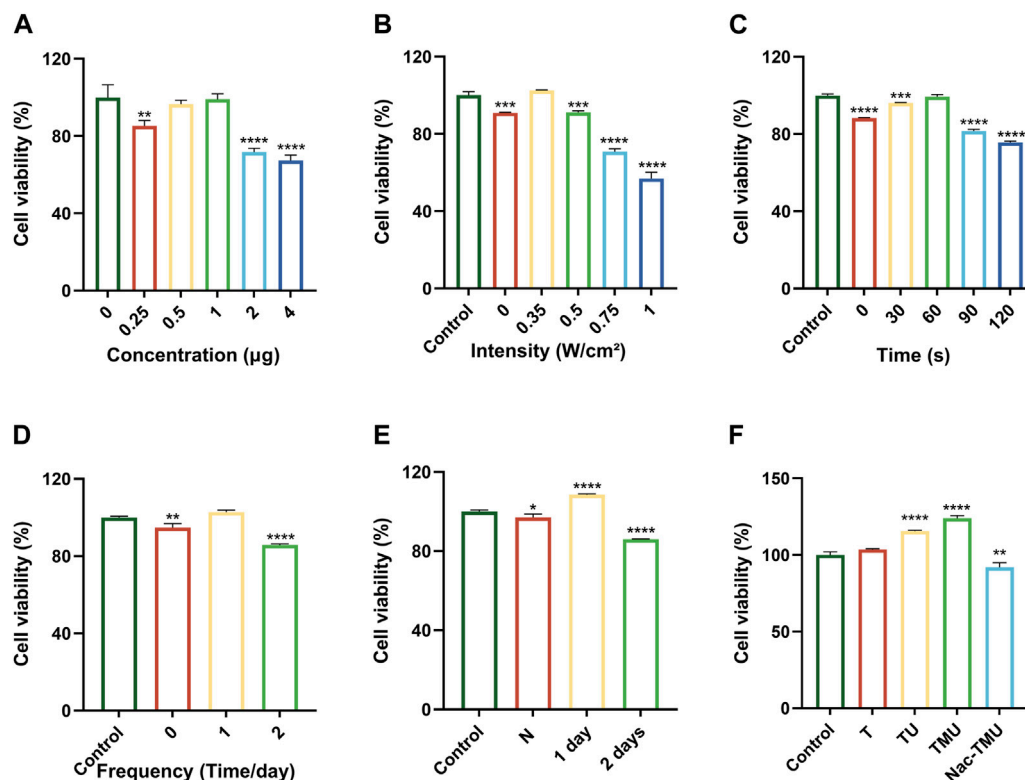 A
Cell viability (%)
120
80
40
0
**
****
****
0
0.25
0.5
1
2
4
Concentration (µg)
B
Cell viability (%)
120
80
40
0
***
***
****
****
Control
0
0.35
0.5
0.75
1
Intensity (W/cm²)
C
Cell viability (%)
120
80
40
0
****
***
****
****
Control
0
30
60
90
120
Time (s)
D
Cell viability (%)
120
80
40
0
**
****
Control
0
1
2
Frequency (Time/day)
E
Cell viability (%)
120
80
40
0
*
****
****
Control
N
1 day
2 days
F
Cell viability (%)
150
100
50
0
****
****
**
Control
T
TU
TMU
Nac-TMU